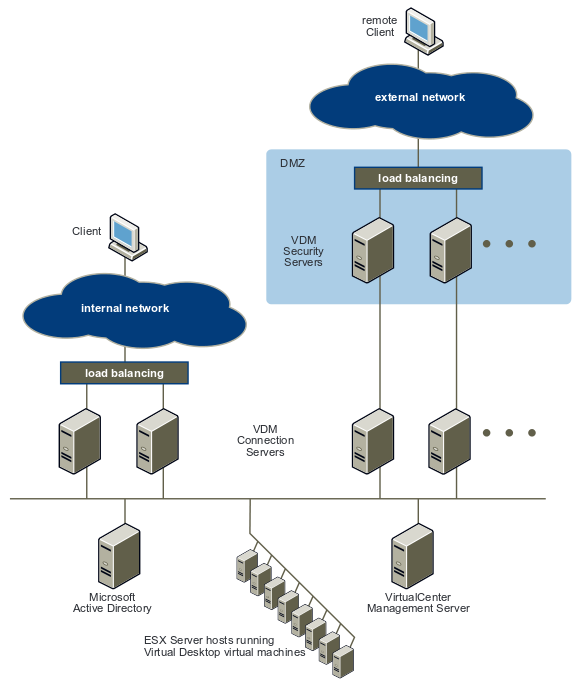 remote
Client
external network
DMZ
load balancing
Client
VDM
Security
Servers
internal network
load balancing
VDM
Connection
Servers
Microsoft
Active Directory
VirtualCenter
Management Server
ESX Server hosts running
Virtual Desktop virtual machines